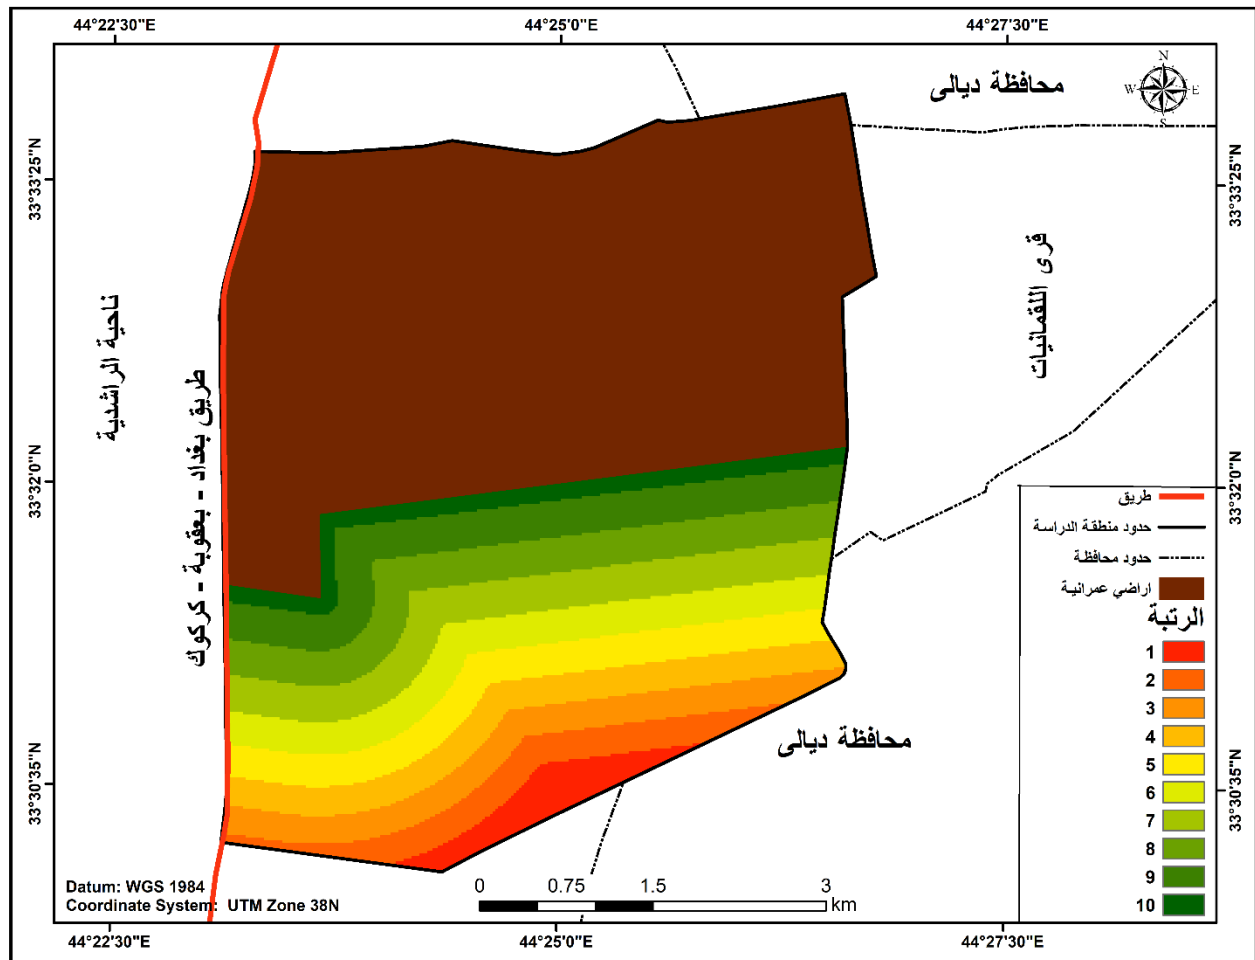 44°22'30"E
44°25'0"E
44°27'30"E
محافظة ديالى
N
W
E
S
33°33'25"N
33°33'25"N
قرى اللقمانيات
ناحية الراشدية
طريق بغداد - بعقوبة - كركوك
33°32'0"N
33°32'0"N
طريق
حدود منطقة الدراسة
حدود محافظة
اراضي عمرانية
الرتبة
1
2
3
4
5
6
7
8
9
10
محافظة ديالى
33°30'35"N
33°30'35"N
Datum: WGS 1984
Coordinate System: UTM Zone 38N
0 0.75 1.5 3
km
44°22'30"E
44°25'0"E
44°27'30"E